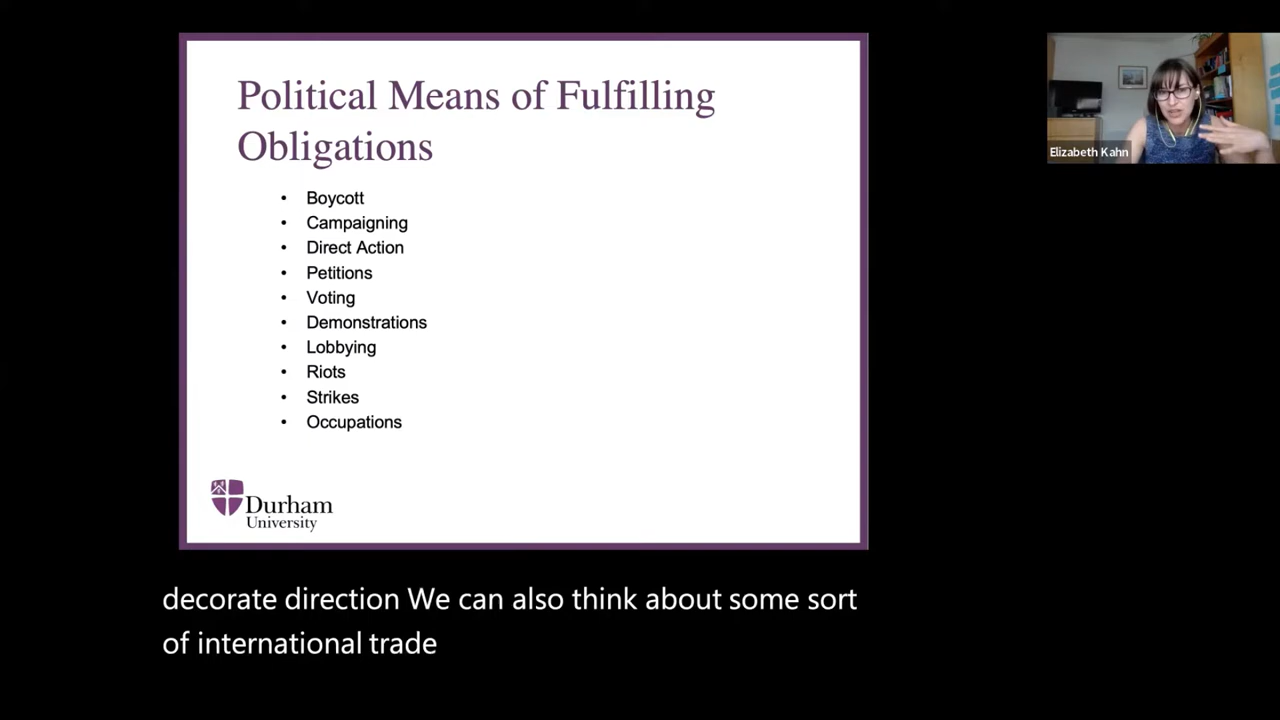 Political Means of Fulfilling
Obligations
• Boycott
• Campaigning
• Direct Action
• Petitions
• Voting
• Demonstrations
• Lobbying
• Riots
• Strikes
• Occupations
Durham
University
Elizabeth Kahn
decorate direction We can also think about some sort
of international trade